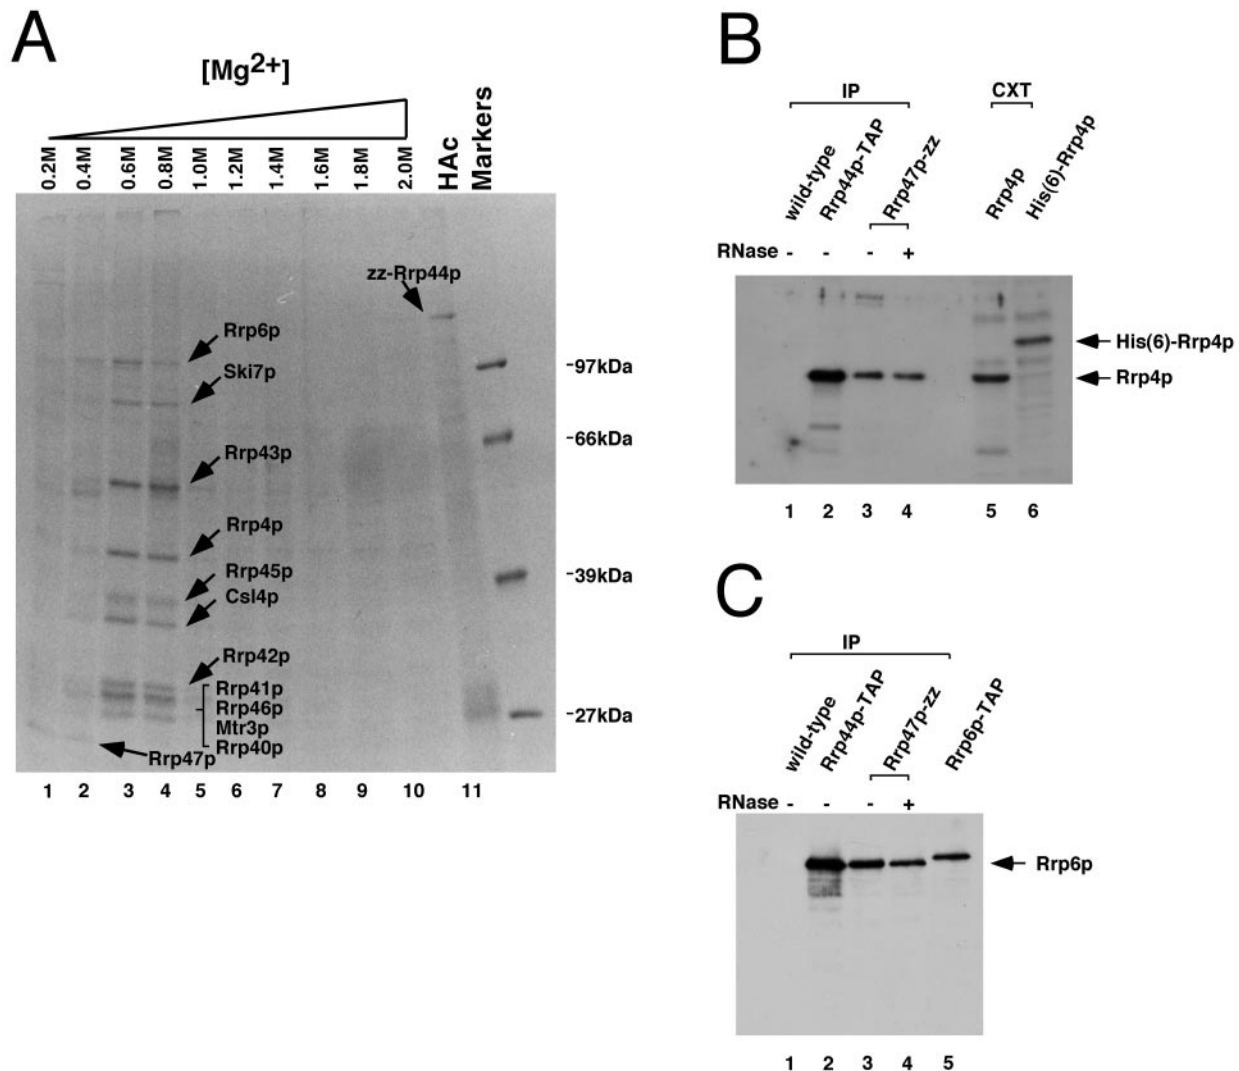 A
[Mg2+]
0.2M 0.4M 0.6M 0.8M 1.0M 1.2M 1.4M 1.6M 1.8M 2.0M HAc Markers
zz-Rrp44p
Rrp6p
Ski7p
Rrp43p
Rrp4p
Rrp45p
Csl4p
Rrp42p
Rrp41p
Rrp46p
Mtr3p
Rrp40p
Rrp47p
-97kDa
-66kDa
-39kDa
-27kDa
1 2 3 4 5 6 7 8 9 10 11
B
IP CXT
wild-type Rrp44p-TAP Rrp47p-zz Rrp4p His(6)-Rrp4p
RNase - - - +
His(6)-Rrp4p
Rrp4p
1 2 3 4 5 6
C
IP
wild-type Rrp44p-TAP Rrp47p-zz Rrp6p-TAP
RNase - - - +
Rrp6p
1 2 3 4 5